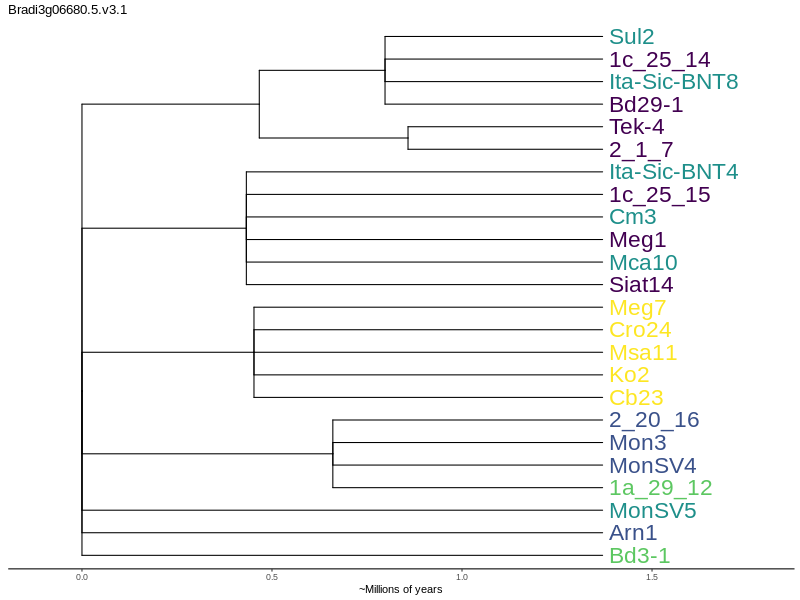 Bradi3g06680.5.v3.1
Sul2
1c_25_14
Ita-Sic-BNT8
Bd29-1
Tek-4
2_1_7
Ita-Sic-BNT4
1c_25_15
Cm3
Meg1
Mca10
Siat14
Meg7
Cro24
Msa11
Ko2
Cb23
2_20_16
Mon3
MonSV4
1a_29_12
MonSV5
Arn1
Bd3-1
0.0 0.5 1.0 1.5
~Millions of years